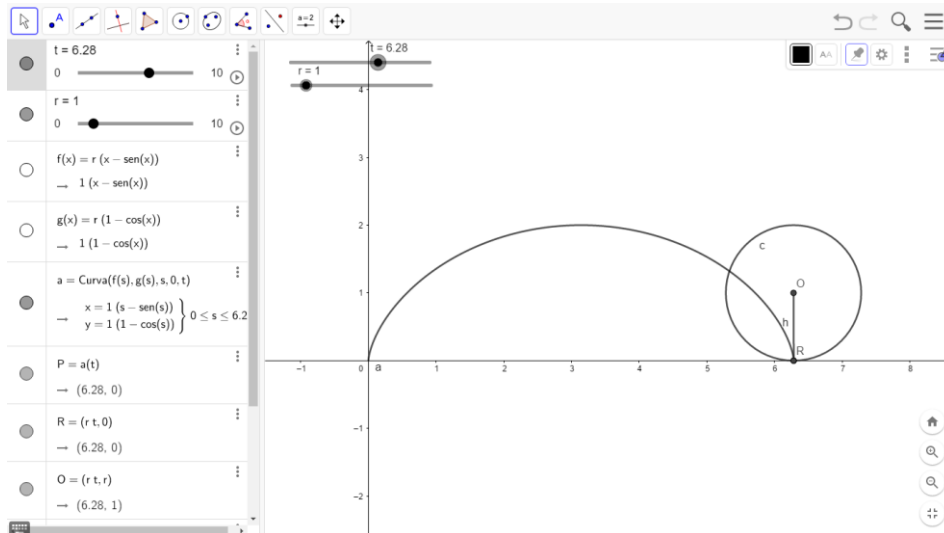 A
a=2
t = 6.28
0
10
r = 1
0
10
f(x) = r (x − sen(x))
→ 1 (x − sen(x))
g(x) = r (1 − cos(x))
→ 1 (1 − cos(x))
a = Curva(f(s), g(s), s, 0, t)
→ x = 1 (s − sen(s))
y = 1 (1 − cos(s)) } 0 ≤ s ≤ 6.2
P = a(t)
→ (6.28, 0)
R = (r t, 0)
→ (6.28, 0)
O = (r t, r)
→ (6.28, 1)
t = 6.28
r = 1
AA
4
3
2
1
−1
−2
−1
0
1
2
3
4
5
6
7
8
a
c
O
h
R